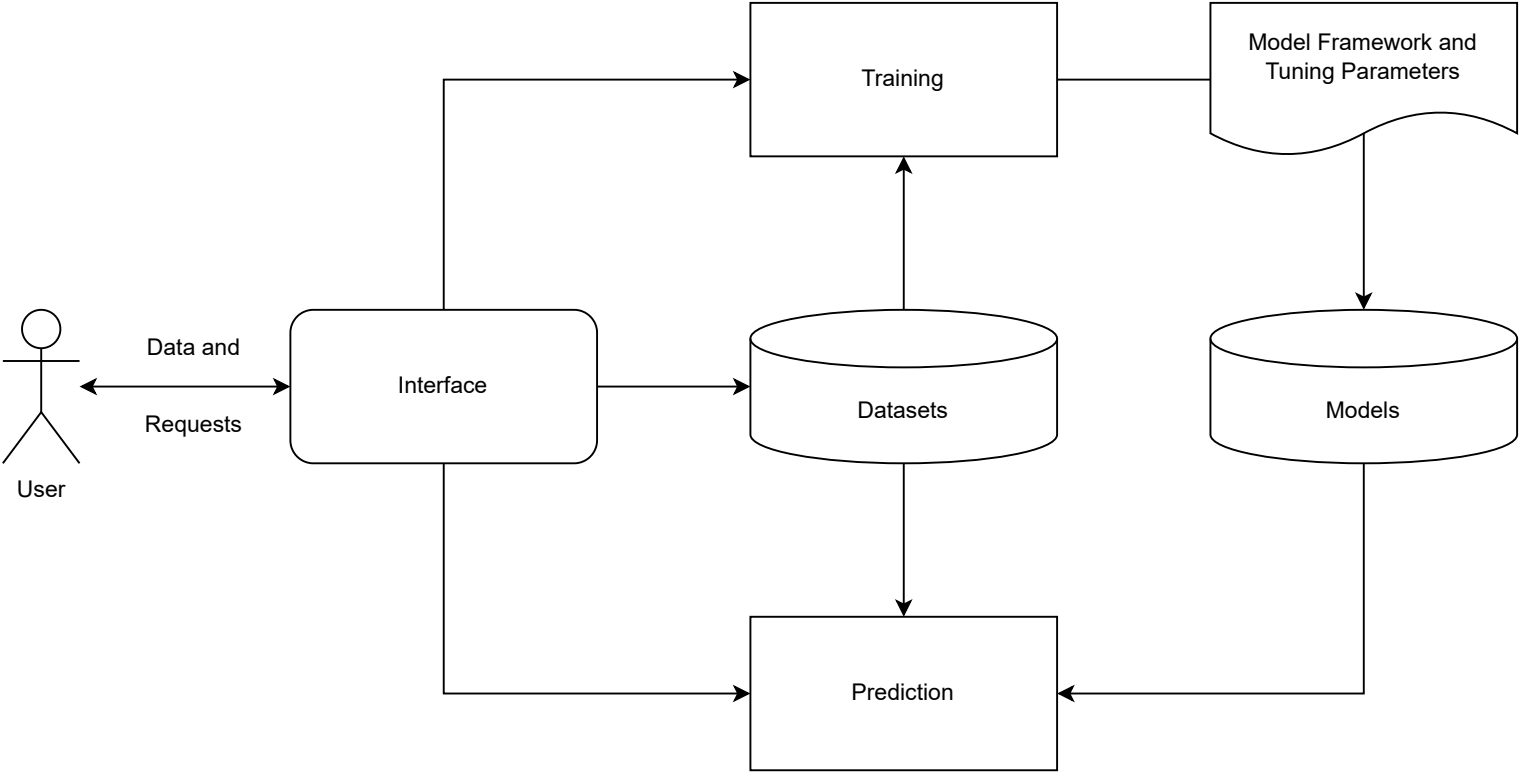 Training
Model Framework and
Tuning Parameters
Data and
Requests
User
Interface
Datasets
Models
Prediction